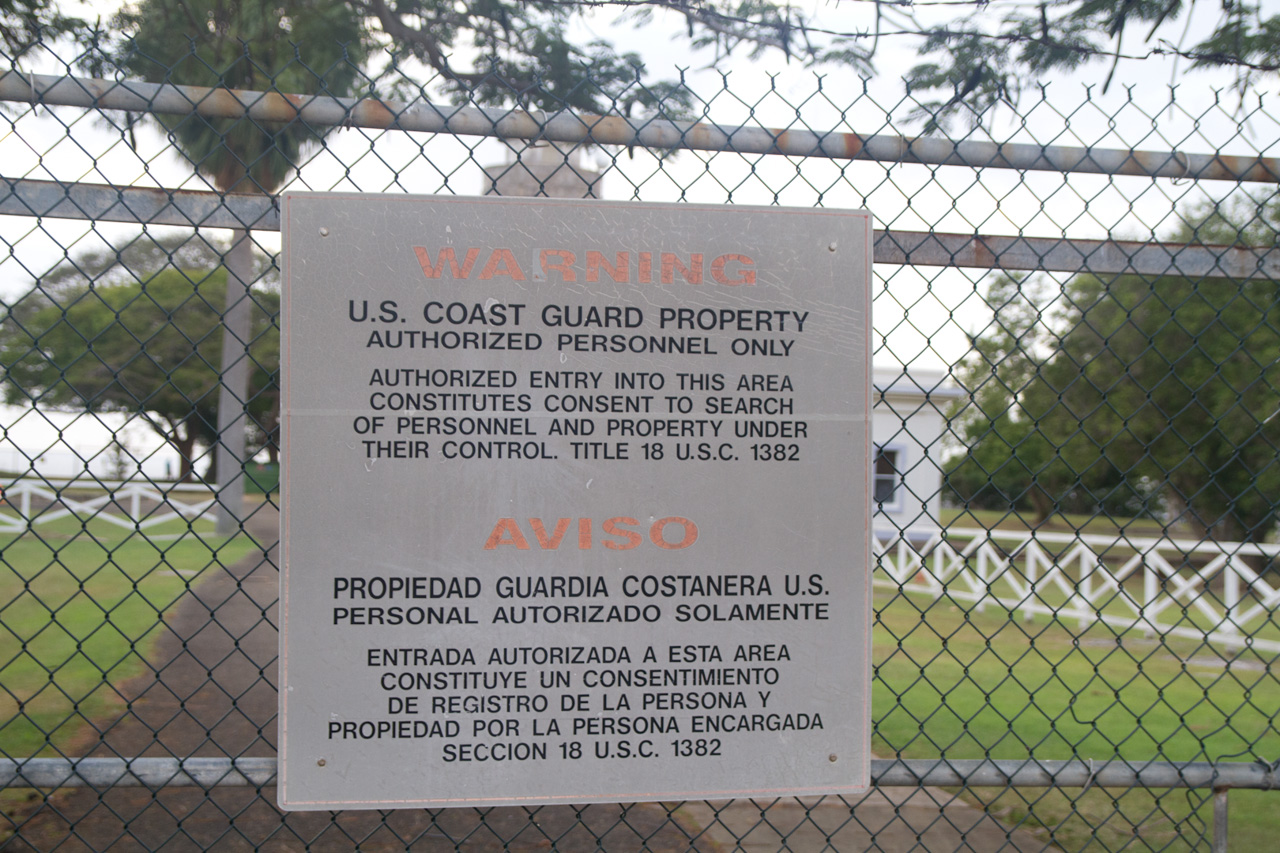 WARNING
U.S. COAST GUARD PROPERTY
AUTHORIZED PERSONNEL ONLY
AUTHORIZED ENTRY INTO THIS AREA
CONSTITUTES CONSENT TO SEARCH
OF PERSONNEL AND PROPERTY UNDER
THEIR CONTROL. TITLE 18 U.S.C. 1382
AVISO
PROPIEDAD GUARDIA COSTANERA U.S.
PERSONAL AUTORIZADO SOLAMENTE
ENTRADA AUTORIZADA A ESTA AREA
CONSTITUYE UN CONSENTIMIENTO
DE REGISTRO DE LA PERSONA Y
PROPIEDAD POR LA PERSONA ENCARGADA
SECCION 18 U.S.C. 1382